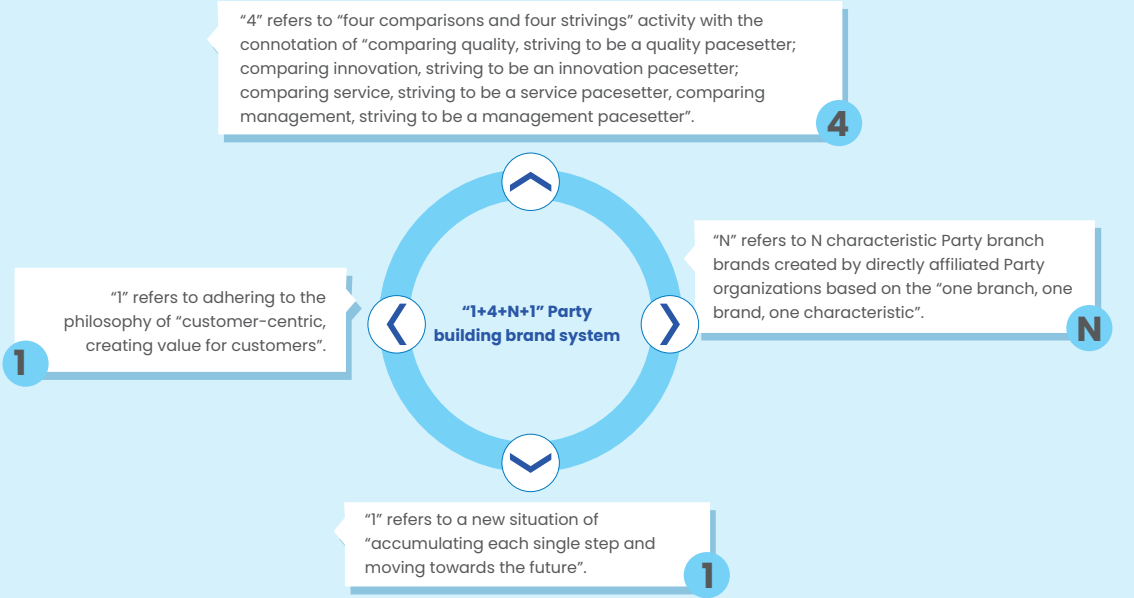 “4” refers to “four comparisons and four strivings” activity with the
connotation of “comparing quality, striving to be a quality pacesetter;
comparing innovation, striving to be an innovation pacesetter;
comparing service, striving to be a service pacesetter, comparing
management, striving to be a management pacesetter”.
4
“1” refers to adhering to the
philosophy of “customer-centric,
creating value for customers”.
1
“1+4+N+1” Party
building brand system
“N” refers to N characteristic Party branch
brands created by directly affiliated Party
organizations based on the “one branch, one
brand, one characteristic”.
N
“1” refers to a new situation of
“accumulating each single step and
moving towards the future”.
1